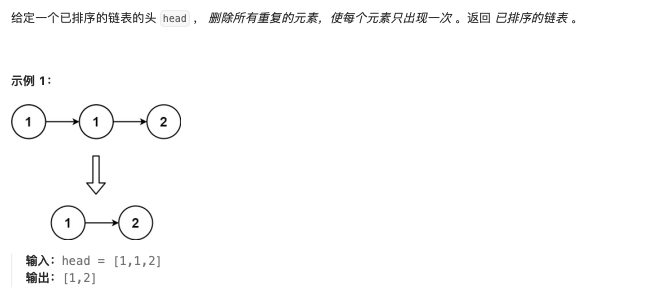 给定一个已排序的链表的头 head ， 删除所有重复的元素，使每个元素只出现一次 。返回 已排序的链表 。
示例 1：
1 1 2
1 2
输入：head = [1,1,2]
输出：[1,2]